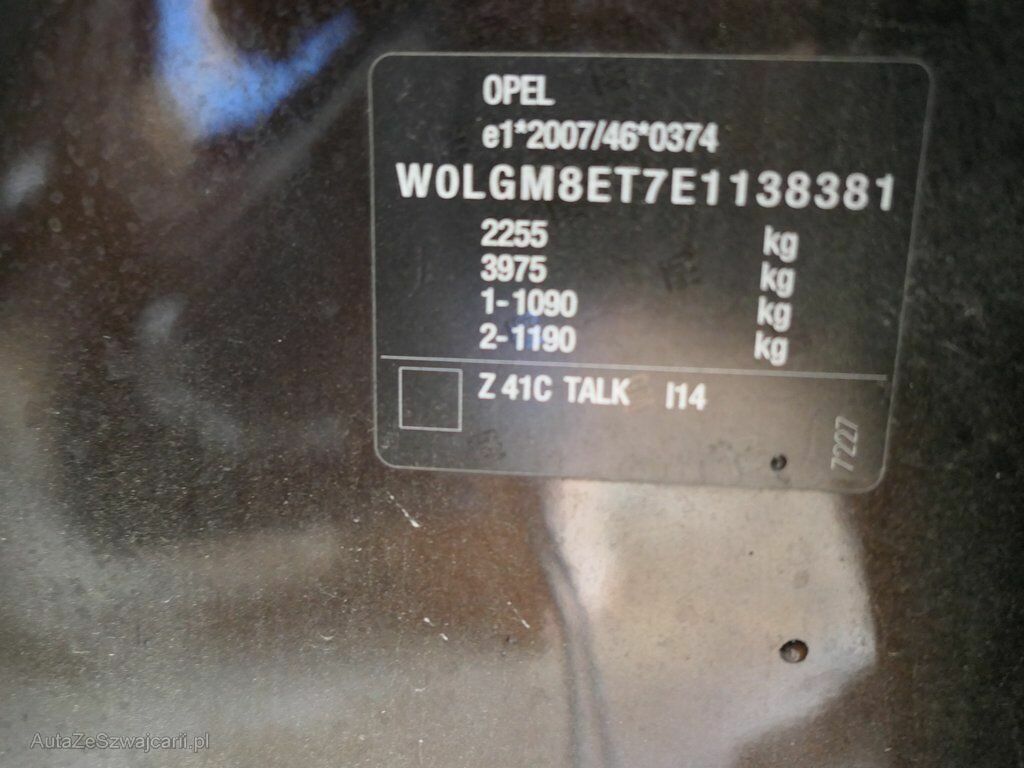 OPEL
e1*2007/46*0374
W0LGM8ET7E1138381
2255 kg
3975 kg
1-1090 kg
2-1190 kg
Z 41C TALK I14
7227
AutaZeSzwajcarii.pl